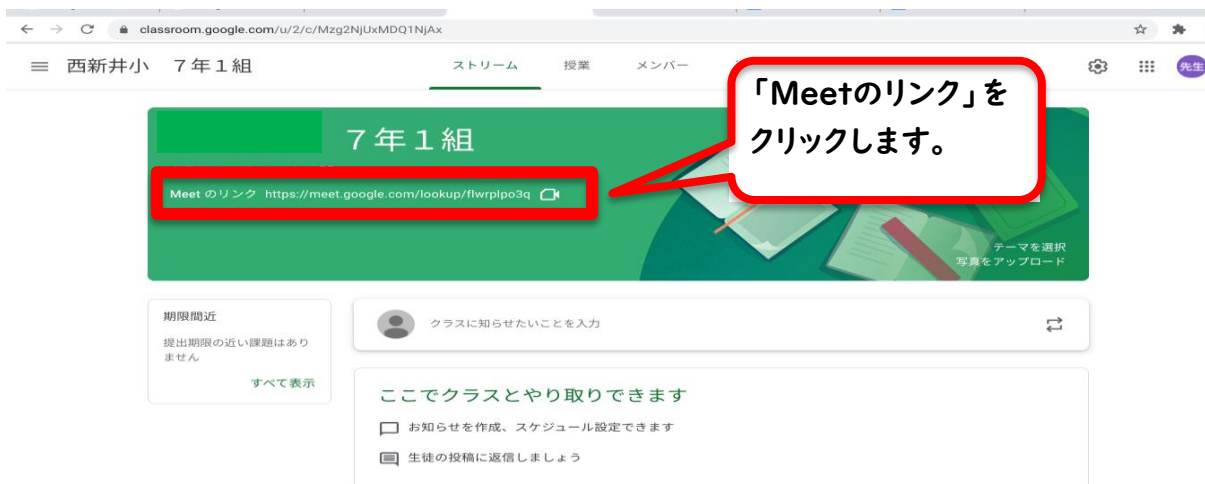 classroom.google.com/u/2/c/Mzg2NjUxMDQ1NjAx
西新井小　７年１組
ストリーム
授業
メンバー
先生
「Meetのリンク」を
クリックします。
７年１組
Meet のリンク https://meet.google.com/lookup/flwrplpo3q
テーマを選択
写真をアップロード
期限間近
提出期限の近い課題はあり
ません
すべて表示
クラスに知らせたいことを入力
ここでクラスとやり取りできます
お知らせを作成、スケジュール設定できます
生徒の投稿に返信しましょう